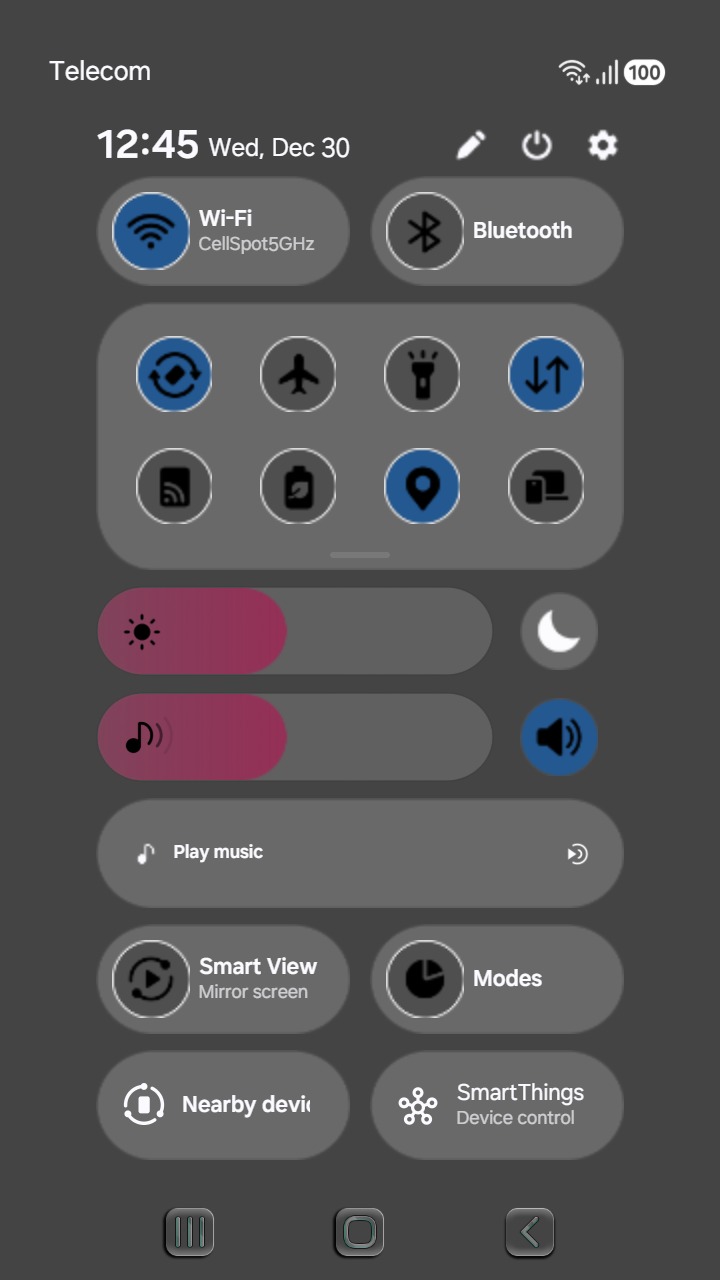 Telecom
100
12:45 Wed, Dec 30
Wi-Fi
CellSpot5GHz
Bluetooth
Play music
Smart View
Mirror screen
Modes
Nearby devic
SmartThings
Device control